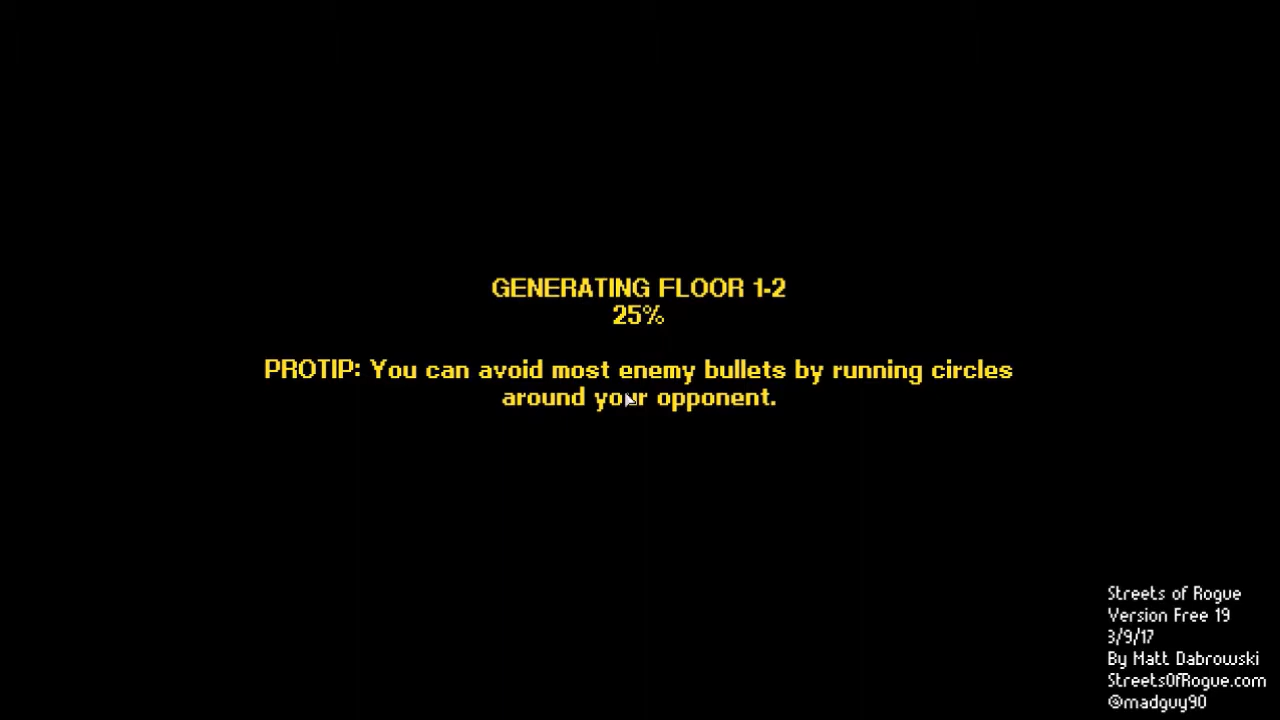 GENERATING FLOOR 1-2
25%
PROTIP: You can avoid most enemy bullets by running circles
around your opponent.
Streets of Rogue
Version Free 19
3/9/17
By Matt Dabrowski
StreetsOfRogue.com
@madguy90